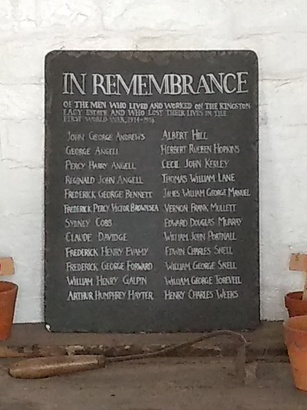 IN REMEMBRANCE
OF THE MEN WHO LIVED AND WORKED ON THE KINGSTON
LACY ESTATE AND WHO LOST THEIR LIVES IN THE
FIRST WORLD WAR, 1914-1918
JOHN GEORGE ANDREWS
GEORGE ANGELL
PERCY HARRY ANGELL
REGINALD JOHN ANGELL
FREDERICK GEORGE BENNETT
FREDERICK PERCY VICTOR BROWNSEA
SYDNEY COBB
CLAUDE DAVIDGE
FREDERICK HENRY EVAMY
FREDERICK GEORGE FORWARD
WILLIAM HENRY GALPIN
ARTHUR HUMPHREY HAYTER
ALBERT HILL
HERBERT REUBEN HOPKINS
CECIL JOHN KERLEY
THOMAS WILLIAM LANE
JAMES WILLIAM GEORGE MANUEL
VERNON FRANK MULLETT
EDWARD DOUGLAS MURRAY
WILLIAM JOHN
EDWIN CHARLES SNELL
WILLIAM GEORGE SNELL
WILLIAM GEORGE
HENRY CHARLES WEEKS